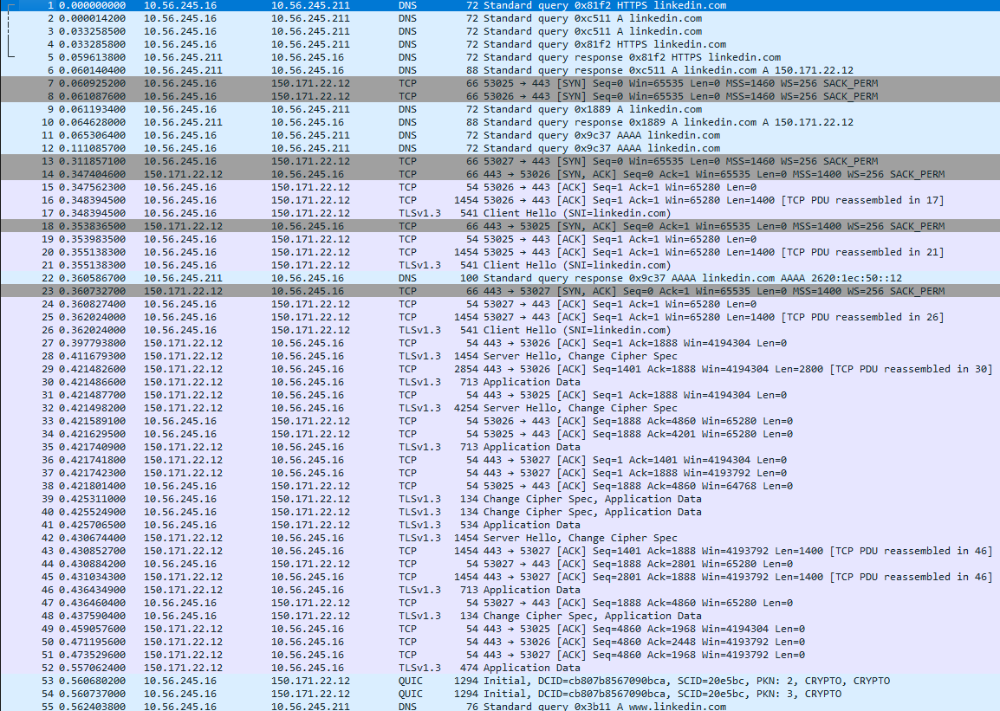 1 0.000000000 10.56.245.16 10.56.245.211 DNS 72 Standard query 0x81f2 HTTPS linkedin.com
2 0.000014200 10.56.245.16 10.56.245.211 DNS 72 Standard query 0xc511 A linkedin.com
3 0.033258500 10.56.245.16 10.56.245.211 DNS 72 Standard query 0xc511 A linkedin.com
4 0.033285800 10.56.245.16 10.56.245.211 DNS 72 Standard query 0x81f2 HTTPS linkedin.com
5 0.059613800 10.56.245.211 10.56.245.16 DNS 72 Standard query response 0x81f2 HTTPS linkedin.com
6 0.060140400 10.56.245.211 10.56.245.16 DNS 88 Standard query response 0xc511 A linkedin.com A 150.171.22.12
7 0.060925200 10.56.245.16 150.171.22.12 TCP 66 53025 → 443 [SYN] Seq=0 Win=65535 Len=0 MSS=1460 WS=256 SACK_PERM
8 0.061087600 10.56.245.16 150.171.22.12 TCP 66 53026 → 443 [SYN] Seq=0 Win=65535 Len=0 MSS=1460 WS=256 SACK_PERM
9 0.061193400 10.56.245.16 10.56.245.211 DNS 72 Standard query 0x1889 A linkedin.com
10 0.064628000 10.56.245.211 10.56.245.16 DNS 88 Standard query response 0x1889 A linkedin.com A 150.171.22.12
11 0.065306400 10.56.245.16 10.56.245.211 DNS 72 Standard query 0x9c37 AAAA linkedin.com
12 0.111085700 10.56.245.16 10.56.245.211 DNS 72 Standard query 0x9c37 AAAA linkedin.com
13 0.311857100 10.56.245.16 150.171.22.12 TCP 66 53027 → 443 [SYN] Seq=0 Win=65535 Len=0 MSS=1460 WS=256 SACK_PERM
14 0.347404600 150.171.22.12 10.56.245.16 TCP 66 443 → 53026 [SYN, ACK] Seq=0 Ack=1 Win=65535 Len=0 MSS=1400 WS=256 SACK_PERM
15 0.347562300 10.56.245.16 150.171.22.12 TCP 54 53026 → 443 [ACK] Seq=1 Ack=1 Win=65280 Len=0
16 0.348394500 10.56.245.16 150.171.22.12 TCP 1454 53026 → 443 [ACK] Seq=1 Ack=1 Win=65280 Len=1400 [TCP PDU reassembled in 17]
17 0.348394500 10.56.245.16 150.171.22.12 TLSv1.3 541 Client Hello (SNI=linkedin.com)
18 0.353836500 150.171.22.12 10.56.245.16 TCP 66 443 → 53025 [SYN, ACK] Seq=0 Ack=1 Win=65535 Len=0 MSS=1400 WS=256 SACK_PERM
19 0.353983500 10.56.245.16 150.171.22.12 TCP 54 53025 → 443 [ACK] Seq=1 Ack=1 Win=65280 Len=0
20 0.355138300 10.56.245.16 150.171.22.12 TCP 1454 53025 → 443 [ACK] Seq=1 Ack=1 Win=65280 Len=1400 [TCP PDU reassembled in 21]
21 0.355138300 10.56.245.16 150.171.22.12 TLSv1.3 541 Client Hello (SNI=linkedin.com)
22 0.360586700 10.56.245.211 10.56.245.16 DNS 100 Standard query response 0x9c37 AAAA linkedin.com AAAA 2620:1ec:50::12
23 0.360732700 150.171.22.12 10.56.245.16 TCP 66 443 → 53027 [SYN, ACK] Seq=0 Ack=1 Win=65535 Len=0 MSS=1400 WS=256 SACK_PERM
24 0.360827400 10.56.245.16 150.171.22.12 TCP 54 53027 → 443 [ACK] Seq=1 Ack=1 Win=65280 Len=0
25 0.362024000 10.56.245.16 150.171.22.12 TCP 1454 53027 → 443 [ACK] Seq=1 Ack=1 Win=65280 Len=1400 [TCP PDU reassembled in 26]
26 0.362024000 10.56.245.16 150.171.22.12 TLSv1.3 541 Client Hello (SNI=linkedin.com)
27 0.397793800 150.171.22.12 10.56.245.16 TCP 54 443 → 53026 [ACK] Seq=1 Ack=1888 Win=4194304 Len=0
28 0.411679300 150.171.22.12 10.56.245.16 TLSv1.3 1454 Server Hello, Change Cipher Spec
29 0.421482600 150.171.22.12 10.56.245.16 TCP 2854 443 → 53026 [ACK] Seq=1401 Ack=1888 Win=4194304 Len=2800 [TCP PDU reassembled in 30]
30 0.421486600 150.171.22.12 10.56.245.16 TLSv1.3 713 Application Data
31 0.421487700 150.171.22.12 10.56.245.16 TCP 54 443 → 53025 [ACK] Seq=1 Ack=1888 Win=4194304 Len=0
32 0.421498200 150.171.22.12 10.56.245.16 TLSv1.3 4254 Server Hello, Change Cipher Spec
33 0.421589100 10.56.245.16 150.171.22.12 TCP 54 53026 → 443 [ACK] Seq=1888 Ack=4860 Win=65280 Len=0
34 0.421629500 10.56.245.16 150.171.22.12 TCP 54 53025 → 443 [ACK] Seq=1888 Ack=4201 Win=65280 Len=0
35 0.421740900 150.171.22.12 10.56.245.16 TLSv1.3 713 Application Data
36 0.421741800 150.171.22.12 10.56.245.16 TCP 54 443 → 53027 [ACK] Seq=1 Ack=1401 Win=4194304 Len=0
37 0.421742300 150.171.22.12 10.56.245.16 TCP 54 443 → 53027 [ACK] Seq=1 Ack=1888 Win=4193792 Len=0
38 0.421801400 10.56.245.16 150.171.22.12 TCP 54 53025 → 443 [ACK] Seq=1888 Ack=4860 Win=64768 Len=0
39 0.425311000 10.56.245.16 150.171.22.12 TLSv1.3 134 Change Cipher Spec, Application Data
40 0.425524900 10.56.245.16 150.171.22.12 TLSv1.3 134 Change Cipher Spec, Application Data
41 0.425706500 10.56.245.16 150.171.22.12 TLSv1.3 534 Application Data
42 0.430674400 150.171.22.12 10.56.245.16 TLSv1.3 1454 Server Hello, Change Cipher Spec
43 0.430852700 150.171.22.12 10.56.245.16 TCP 1454 443 → 53027 [ACK] Seq=1401 Ack=1888 Win=4193792 Len=1400 [TCP PDU reassembled in 46]
44 0.430884200 10.56.245.16 150.171.22.12 TCP 54 53027 → 443 [ACK] Seq=1888 Ack=2801 Win=65280 Len=0
45 0.431034300 150.171.22.12 10.56.245.16 TCP 1454 443 → 53027 [ACK] Seq=2801 Ack=1888 Win=4193792 Len=1400 [TCP PDU reassembled in 46]
46 0.436434900 150.171.22.12 10.56.245.16 TLSv1.3 713 Application Data
47 0.436460400 10.56.245.16 150.171.22.12 TCP 54 53027 → 443 [ACK] Seq=1888 Ack=4860 Win=65280 Len=0
48 0.437590400 10.56.245.16 150.171.22.12 TLSv1.3 134 Change Cipher Spec, Application Data
49 0.459057600 150.171.22.12 10.56.245.16 TCP 54 443 → 53025 [ACK] Seq=4860 Ack=1968 Win=4194304 Len=0
50 0.471195600 150.171.22.12 10.56.245.16 TCP 54 443 → 53026 [ACK] Seq=4860 Ack=2448 Win=4193792 Len=0
51 0.473529600 150.171.22.12 10.56.245.16 TCP 54 443 → 53027 [ACK] Seq=4860 Ack=1968 Win=4193792 Len=0
52 0.557062400 150.171.22.12 10.56.245.16 TLSv1.3 474 Application Data
53 0.560680200 10.56.245.16 150.171.22.12 QUIC 1294 Initial, DCID=cb807b8567090bca, SCID=20e5bc, PKN: 2, CRYPTO, CRYPTO
54 0.560737000 10.56.245.16 150.171.22.12 QUIC 1294 Initial, DCID=cb807b8567090bca, SCID=20e5bc, PKN: 3, CRYPTO
55 0.562403800 10.56.245.16 10.56.245.211 DNS 76 Standard query 0x3b11 A www.linkedin.com